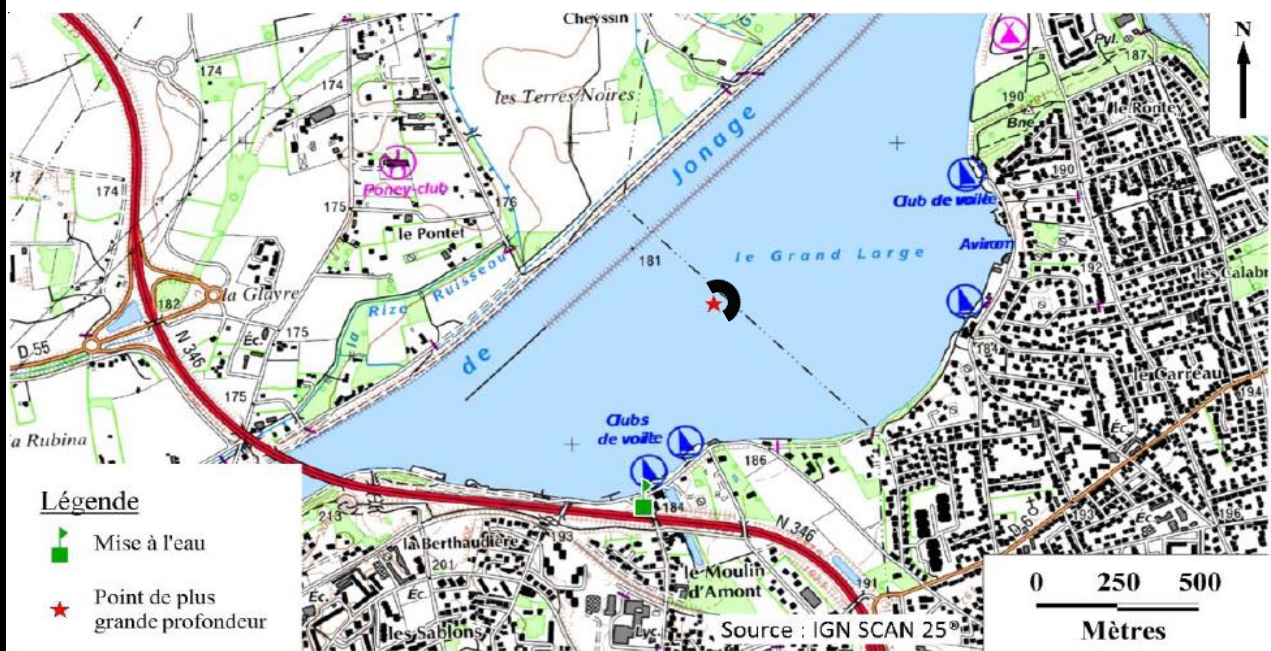 Cheyssin
N
Pyl.
187
174
174
les Terres Noires
190
le Rontey
Bne
Jonage
174
Poney-club
190
Club de voile
175
176
le Pontet
Aviron
181
le Grand Large
192
les Calabr
182
la Glayre
la Rize Ruisseau
175
Éc.
184
D 55
N 346
de
le Carreau
194
175
Clubs
de voile
a Rubina
186
Éc.
Légende
184
N 346
D 6
213
193
193
196
Mise à l'eau
la Berthaudière
Éc
201
le Moulin
d'Amont
191
0 250 500
Point de plus
grande profondeur
Éc.
Éc.
les Sablons
Lyc.
Source : IGN SCAN 25®
Mètres